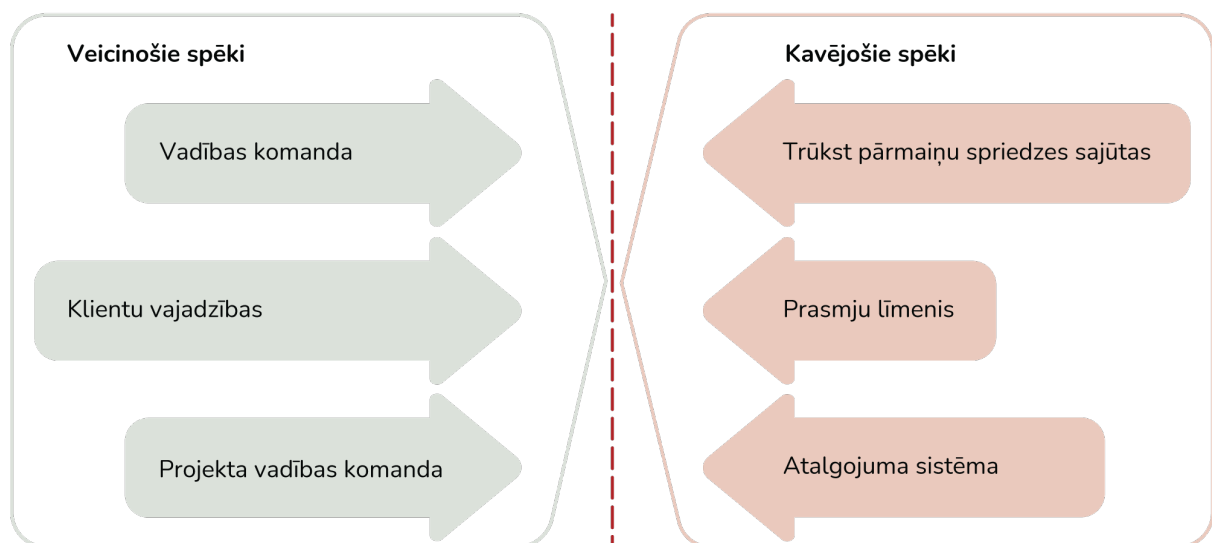 Veicinošie spēki
Vadības komanda
Klientu vajadzības
Projekta vadības komanda
Kavējošie spēki
Trūkst pārmaiņu spriedzes sajūtas
Prasmju līmenis
Atalgojuma sistēma